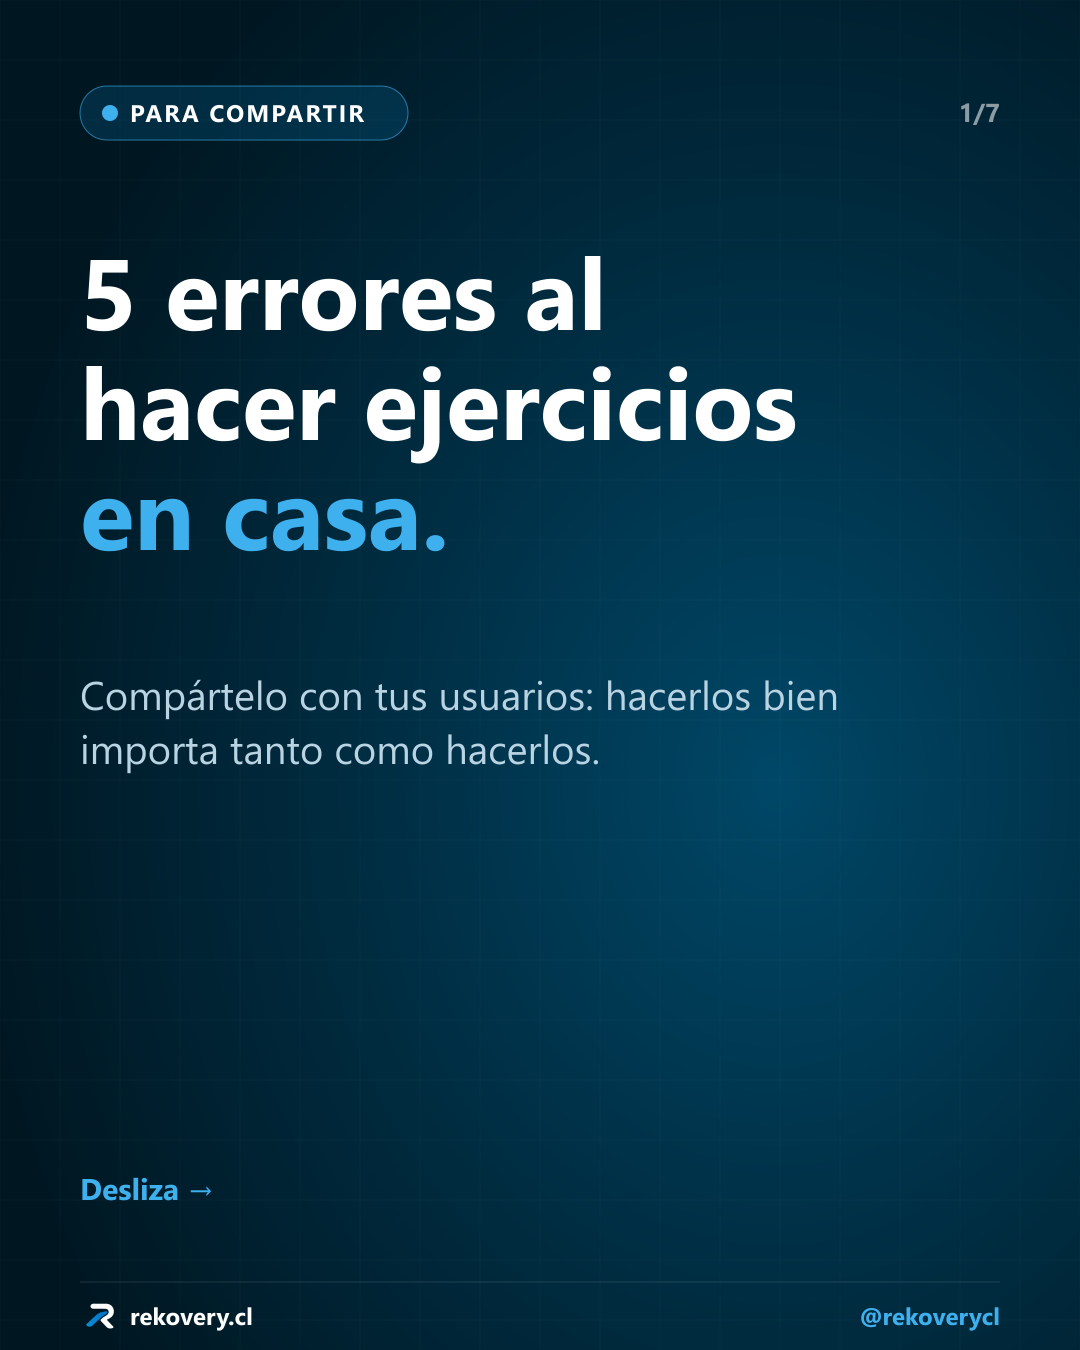 PARA COMPARTIR
1/7
5 errores al
hacer ejercicios
en casa.
Compártelo con tus usuarios: hacerlos bien
importa tanto como hacerlos.
Desliza →
rekovery.cl
@rekoverycl